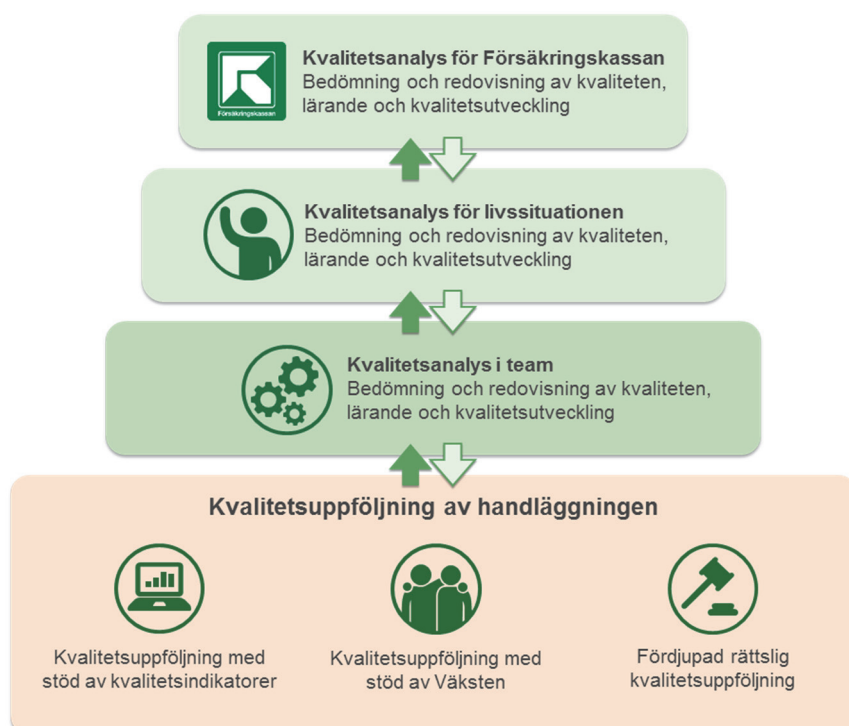 Försäkringskassan
Kvalitetsanalys för Försäkringskassan
Bedömning och redovisning av kvaliteten,
lärande och kvalitetsutveckling
Kvalitetsanalys för livssituationen
Bedömning och redovisning av kvaliteten,
lärande och kvalitetsutveckling
Kvalitetsanalys i team
Bedömning och redovisning av kvaliteten,
lärande och kvalitetsutveckling
Kvalitetsuppföljning av handläggningen
Kvalitetsuppföljning med
stöd av kvalitetsindikatorer
Kvalitetsuppföljning med
stöd av Väksten
Fördjupad rättslig
kvalitetsuppföljning